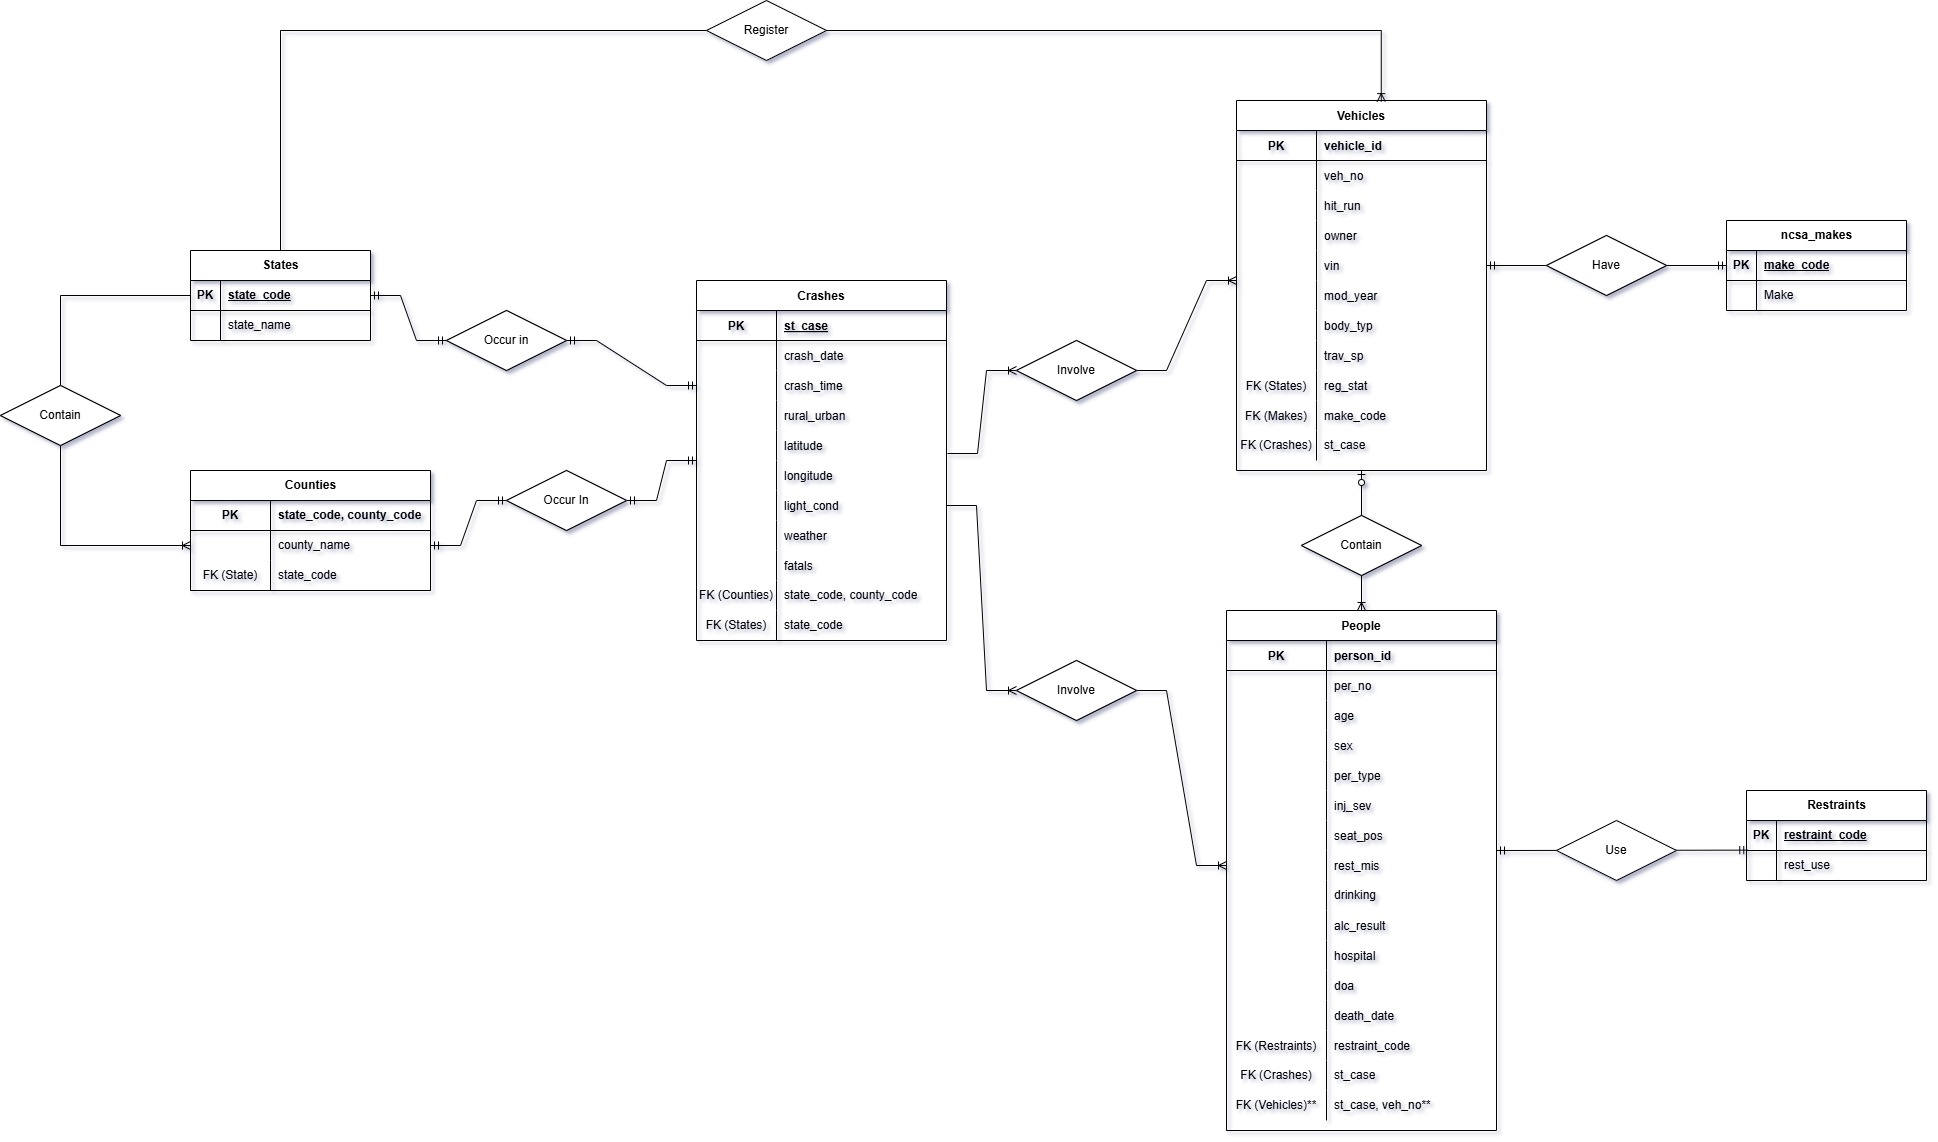 Register
Vehicles
PK vehicle_id
veh_no
hit_run
owner
vin
mod_year
body_typ
trav_sp
FK (States) reg_stat
FK (Makes) make_code
FK (Crashes) st_case
Have
ncsa_makes
PK make_code
Make
States
PK state_code
state_name
Occur in
Contain
Counties
PK state_code, county_code
county_name
FK (State) state_code
Occur In
Crashes
PK st_case
crash_date
crash_time
rural_urban
latitude
longitude
light_cond
weather
fatals
FK (Counties) state_code, county_code
FK (States) state_code
Involve
Involve
Contain
People
PK person_id
per_no
age
sex
per_type
inj_sev
seat_pos
rest_mis
drinking
alc_result
hospital
doa
death_date
FK (Restraints) restraint_code
FK (Crashes) st_case
FK (Vehicles)** st_case, veh_no**
Use
Restraints
PK restraint_code
rest_use